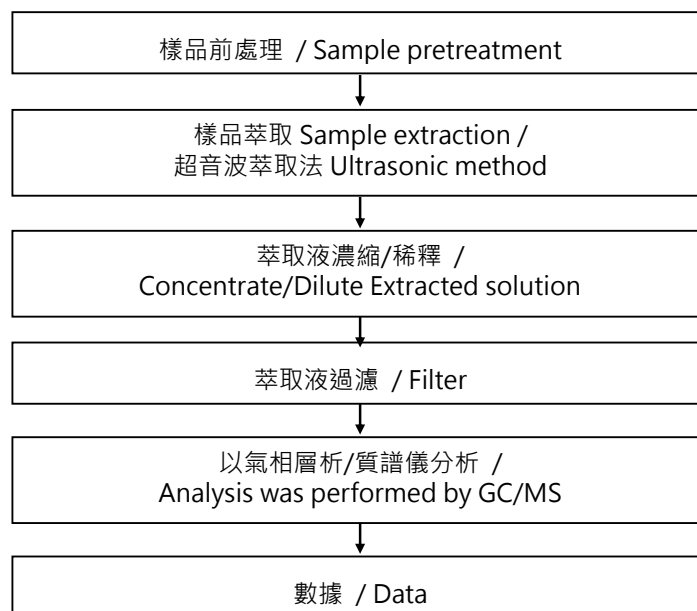 樣品前處理 / Sample pretreatment
樣品萃取 Sample extraction /
超音波萃取法 Ultrasonic method
萃取液濃縮/稀釋 /
Concentrate/Dilute Extracted solution
萃取液過濾 / Filter
以氣相層析/質譜儀分析 /
Analysis was performed by GC/MS
數據 / Data